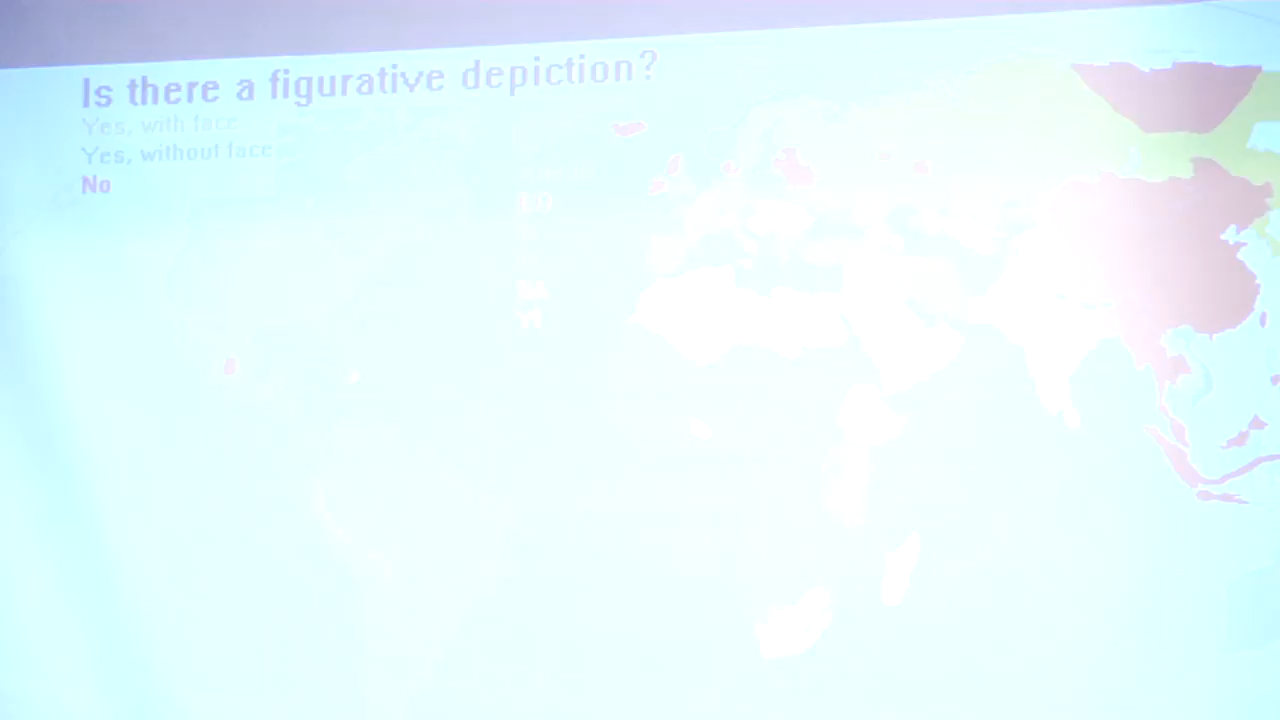 Is there a figurative depiction?
Yes, with face
Yes, without face
No